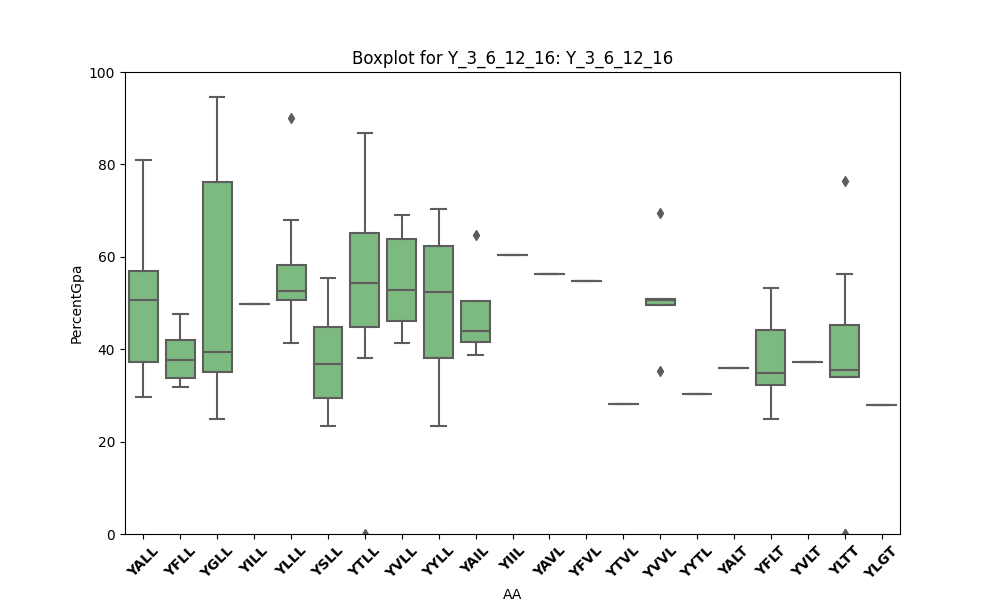 Boxplot for Y_3_6_12_16: Y_3_6_12_16
100
80
60
40
20
0
PercentGpa
YALL YFLL YGLL YILL YLLL YSLL YTLL YVLL YYLL YAIL YIIL YAVL YFVL YTVL YVVL YYTL YALT YFLT YVLT YLTT YLGT
AA